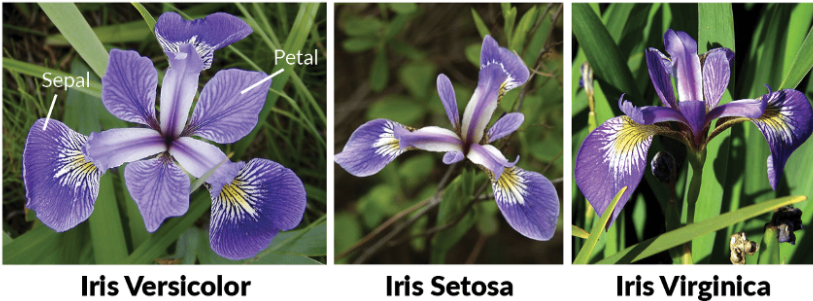 Petal
Sepal
Iris Versicolor
Iris Setosa
Iris Virginica